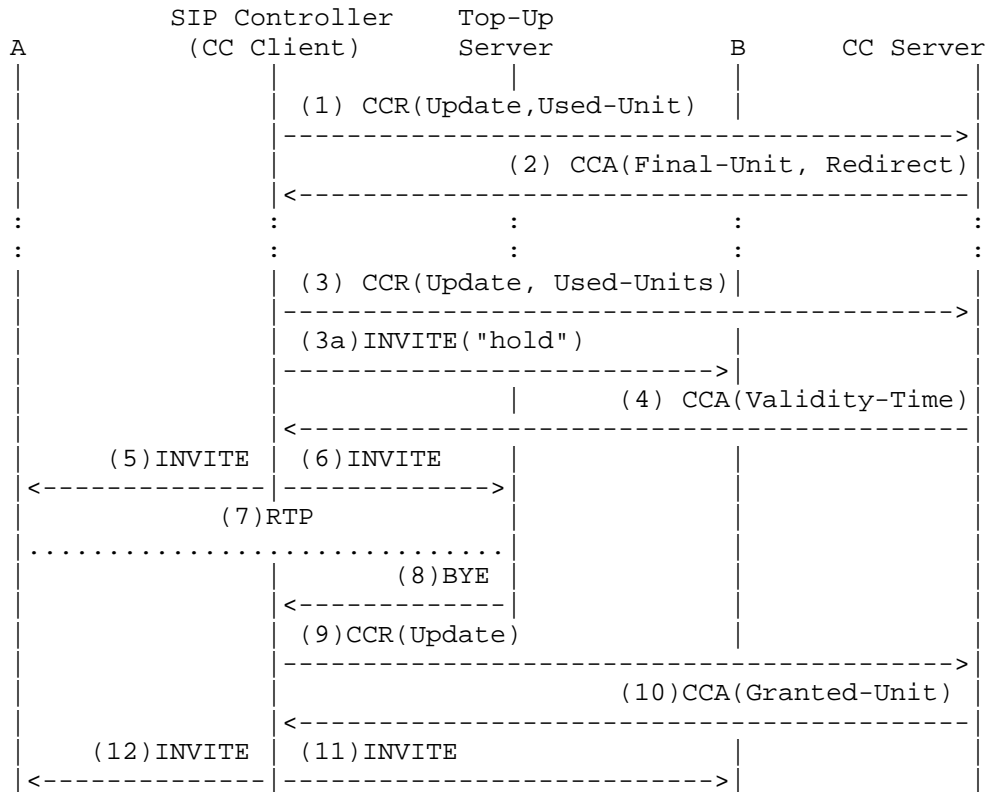 SIP Controller Top-Up
A (CC Client) Server B CC Server
(1) CCR(Update,Used-Unit)
(2) CCA(Final-Unit, Redirect)
: : : : :
: : : : :
(3) CCR(Update, Used-Units)
(3a)INVITE("hold")
(4) CCA(Validity-Time)
(5)INVITE (6)INVITE
(7)RTP
(8)BYE
(9)CCR(Update)
(10)CCA(Granted-Unit)
(12)INVITE (11)INVITE